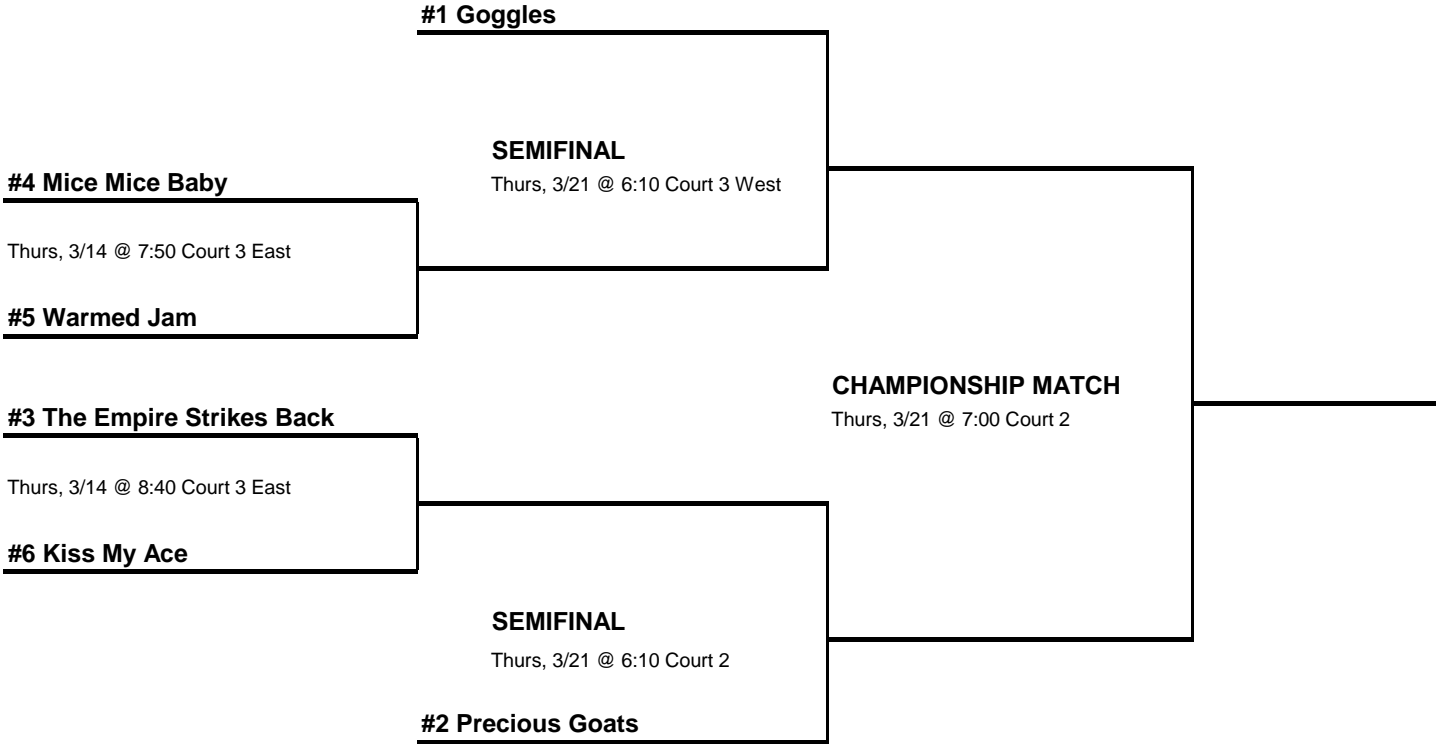 #1 Goggles
SEMIFINAL
#4 Mice Mice Baby
Thurs, 3/21 @ 6:10 Court 3 West
Thurs, 3/14 @ 7:50 Court 3 East
#5 Warmed Jam
CHAMPIONSHIP MATCH
#3 The Empire Strikes Back
Thurs, 3/21 @ 7:00 Court 2
Thurs, 3/14 @ 8:40 Court 3 East
#6 Kiss My Ace
SEMIFINAL
Thurs, 3/21 @ 6:10 Court 2
#2 Precious Goats